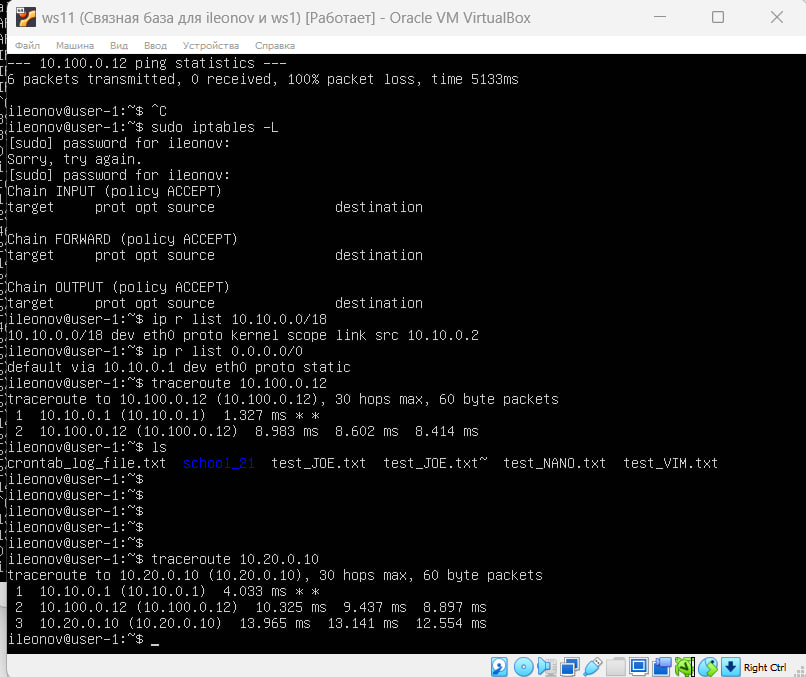 ws11 (Связная база для ileonov и ws1) [Работает] - Oracle VM VirtualBox
Файл Машина Вид Ввод Устройства Справка
--- 10.100.0.12 ping statistics ---
6 packets transmitted, 0 received, 100% packet loss, time 5133ms
ileonov@user-1:~$ ^C
ileonov@user-1:~$ sudo iptables -L
[sudo] password for ileonov:
Sorry, try again.
[sudo] password for ileonov:
Chain INPUT (policy ACCEPT)
target     prot opt source               destination
Chain FORWARD (policy ACCEPT)
target     prot opt source               destination
Chain OUTPUT (policy ACCEPT)
target     prot opt source               destination
ileonov@user-1:~$ ip r list 10.10.0.0/18
10.10.0.0/18 dev eth0 proto kernel scope link src 10.10.0.2
ileonov@user-1:~$ ip r list 0.0.0.0/0
default via 10.10.0.1 dev eth0 proto static
ileonov@user-1:~$ traceroute 10.100.0.12
traceroute to 10.100.0.12 (10.100.0.12), 30 hops max, 60 byte packets
 1  10.10.0.1 (10.10.0.1)  1.327 ms * *
 2  10.100.0.12 (10.100.0.12)  8.983 ms  8.602 ms  8.414 ms
ileonov@user-1:~$ ls
crontab_log_file.txt  school_21  test_JOE.txt  test_JOE.txt~  test_NANO.txt  test_VIM.txt
ileonov@user-1:~$
ileonov@user-1:~$
ileonov@user-1:~$
ileonov@user-1:~$
ileonov@user-1:~$
ileonov@user-1:~$ traceroute 10.20.0.10
traceroute to 10.20.0.10 (10.20.0.10), 30 hops max, 60 byte packets
 1  10.10.0.1 (10.10.0.1)  4.033 ms * *
 2  10.100.0.12 (10.100.0.12)  10.325 ms  9.437 ms  8.897 ms
 3  10.20.0.10 (10.20.0.10)  13.965 ms  13.141 ms  12.554 ms
ileonov@user-1:~$ _
Right Ctrl